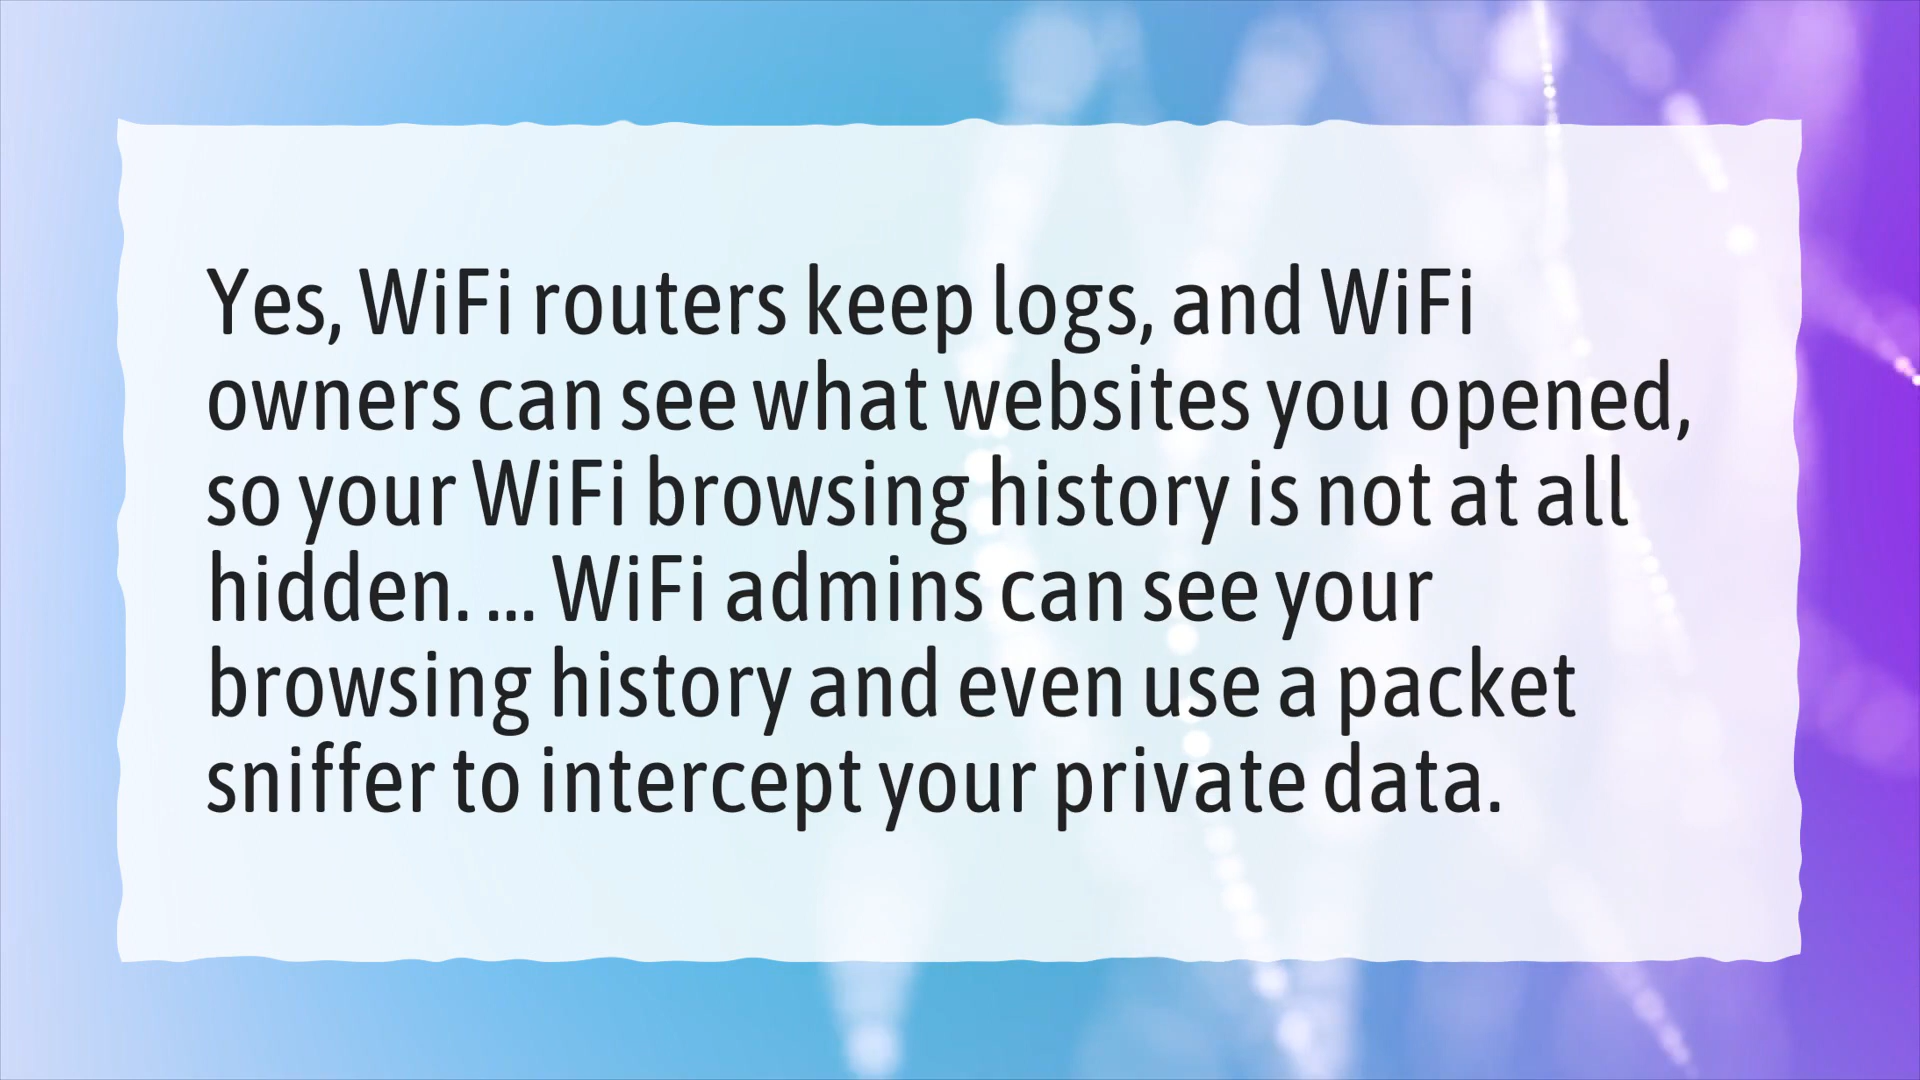 Yes, WiFi routers keep logs, and WiFi
owners can see what websites you opened,
so your WiFi browsing history is not at all
hidden. ... WiFi admins can see your
browsing history and even use a packet
sniffer to intercept your private data.